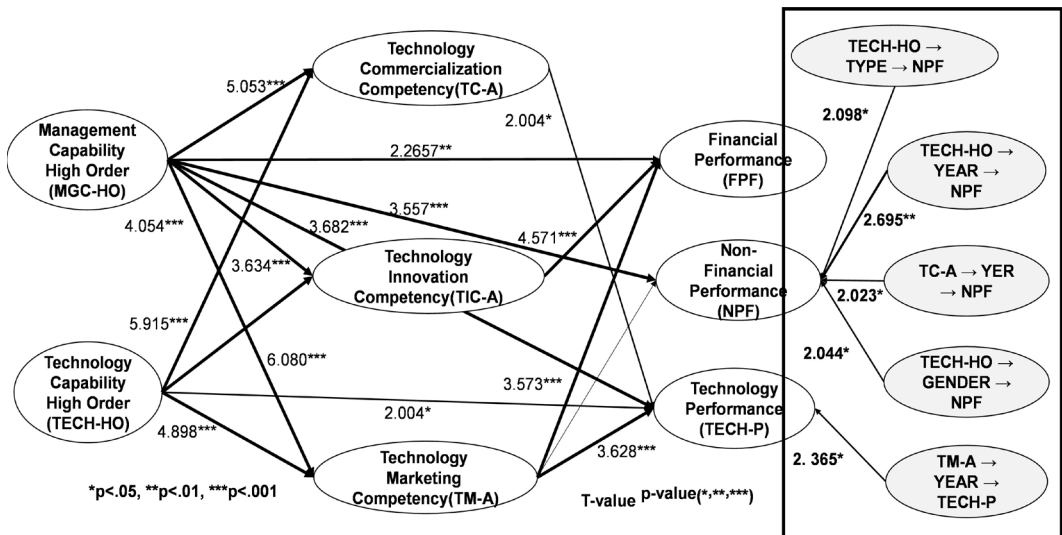 Technology
Commercialization
Competency(TC-A)
5.053***
2.004*
Management
Capability
High Order
(MGC-HO)
2.2657**
Financial
Performance
(FPF)
4.054***
3.682***
3.557***
4.571***
3.634***
Technology
Innovation
Competency(TIC-A)
Non-
Financial
Performance
(NPF)
5.915***
6.080***
Technology
Capability
High Order
(TECH-HO)
3.573***
2.004*
Technology
Performance
(TECH-P)
4.898***
3.628***
Technology
Marketing
Competency(TM-A)
*p<.05, **p<.01, ***p<.001
T-value p-value(*,**,***)
TECH-HO →
TYPE → NPF
2.098*
TECH-HO →
YEAR →
NPF
2.695**
TC-A → YER
→ NPF
2.023*
2.044*
TECH-HO →
GENDER →
NPF
2. 365*
TM-A →
YEAR →
TECH-P